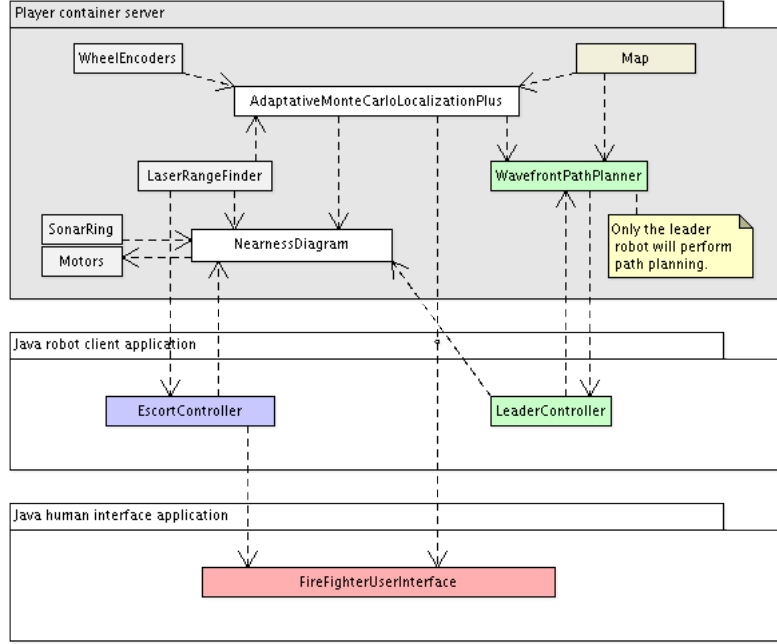 Player container server
WheelEncoders
Map
AdaptativeMonteCarloLocalizationPlus
LaserRangeFinder
WavefrontPathPlanner
SonarRing
Motors
NearnessDiagram
Only the leader
robot will perform
path planning.
Java robot client application
EscortController
LeaderController
Java human interface application
FireFighterUserInterface